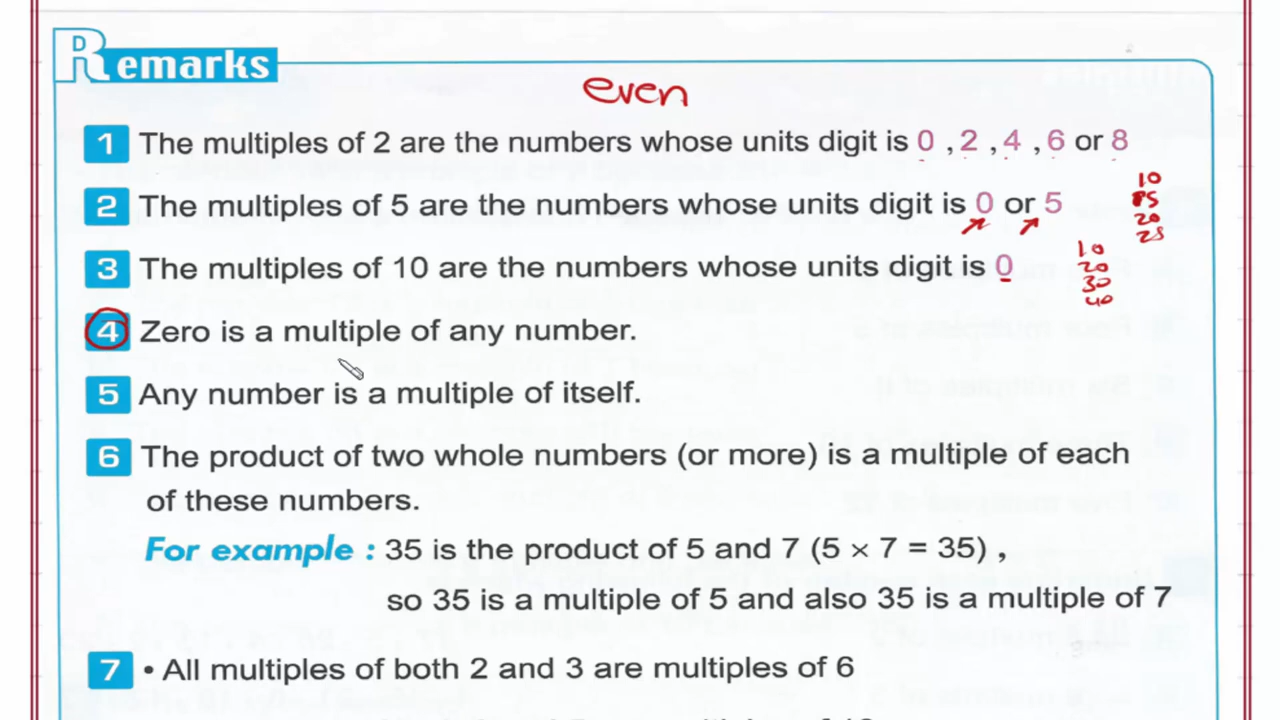 Remarks
even
1 The multiples of 2 are the numbers whose units digit is 0 , 2 , 4 , 6 or 8
2 The multiples of 5 are the numbers whose units digit is 0 or 5
10
15
20
25
3 The multiples of 10 are the numbers whose units digit is 0
10
20
30
40
4 Zero is a multiple of any number.
5 Any number is a multiple of itself.
6 The product of two whole numbers (or more) is a multiple of each
of these numbers.
For example : 35 is the product of 5 and 7 (5 × 7 = 35) ,
so 35 is a multiple of 5 and also 35 is a multiple of 7
7 • All multiples of both 2 and 3 are multiples of 6